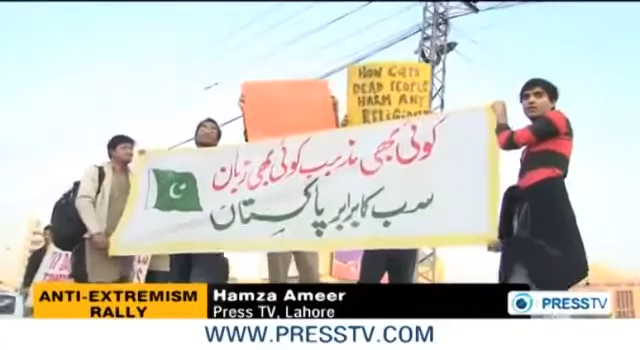 HOW CAN
DEAD PEOPLE
HARM ANY
RELIGION?
کوئی بھی مذہب کوئی بھی زبان
سب کا برابر پاکستان
ANTI-EXTREMISM
RALLY
Hamza Ameer
Press TV, Lahore
PRESSTV
WWW.PRESSTV.COM